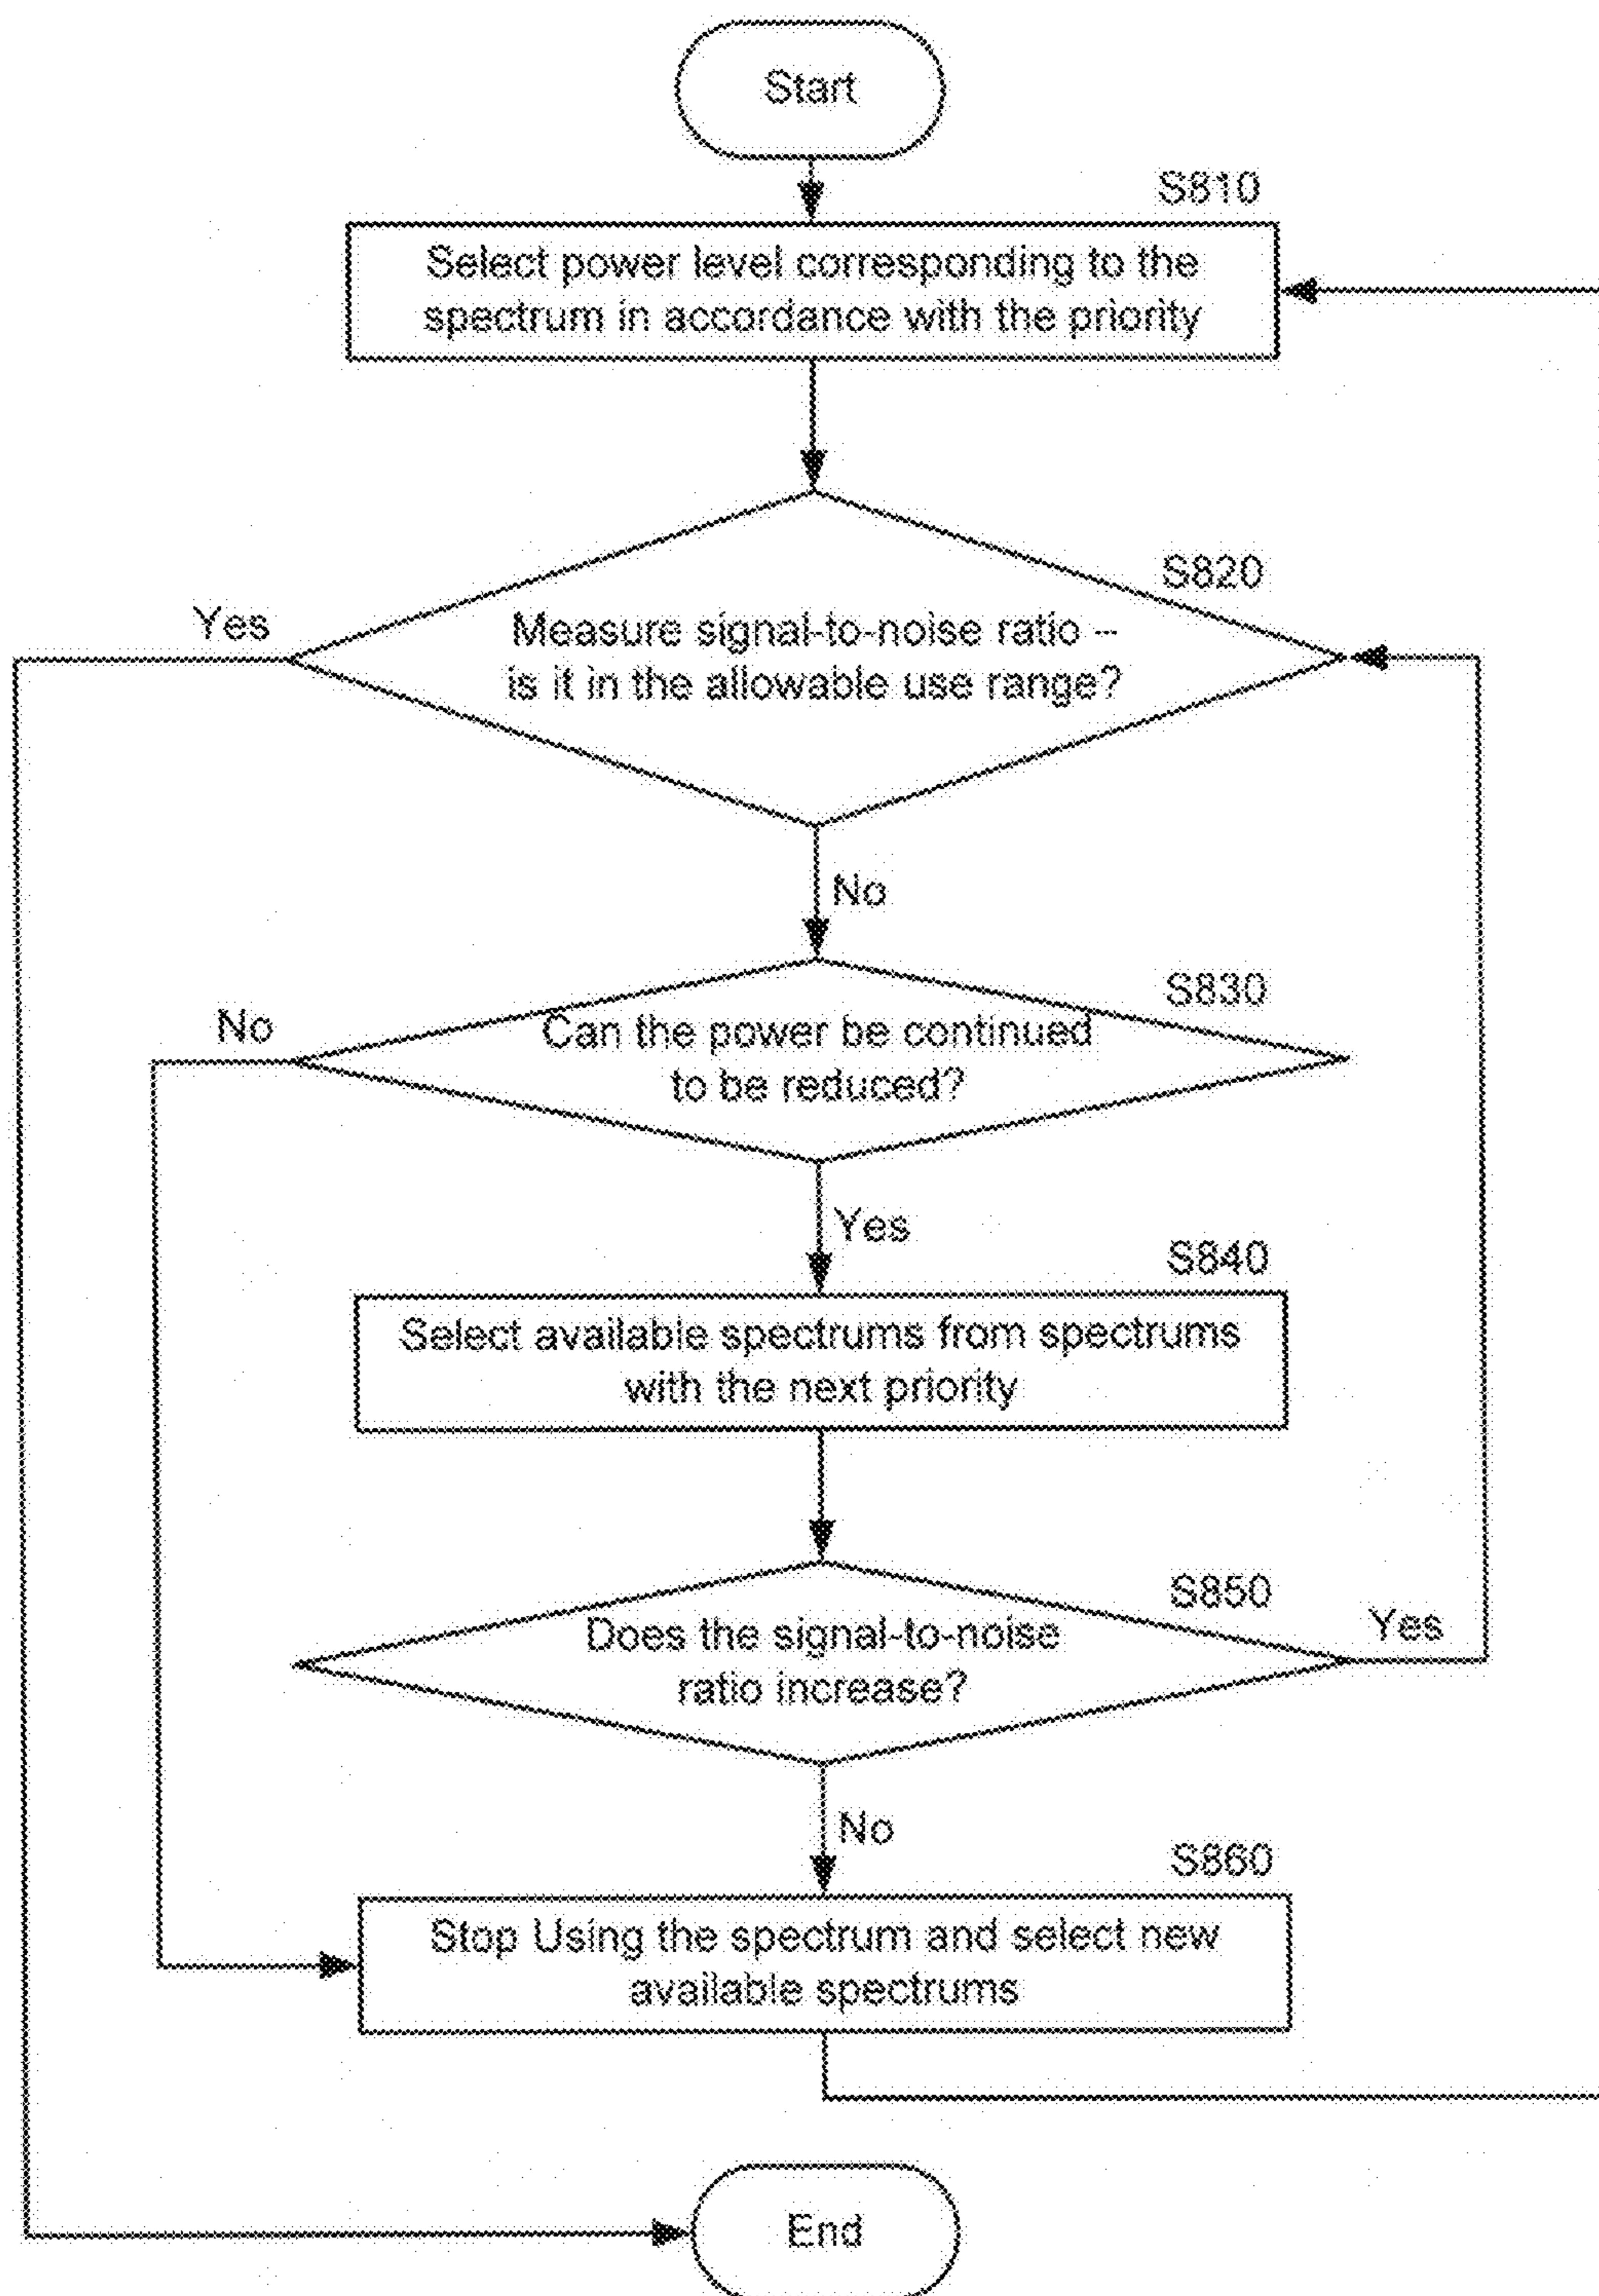 Start
S810
Select power level corresponding to the
spectrum in accordance with the priority
S820
Yes
Measure signal-to-noise ratio –
is it in the allowable use range?
No
S830
No
Can the power be continued
to be reduced?
Yes
S840
Select available spectrums from spectrums
with the next priority
S850
Yes
Does the signal-to-noise
ratio increase?
No
S860
Stop Using the spectrum and select new
available spectrums
End